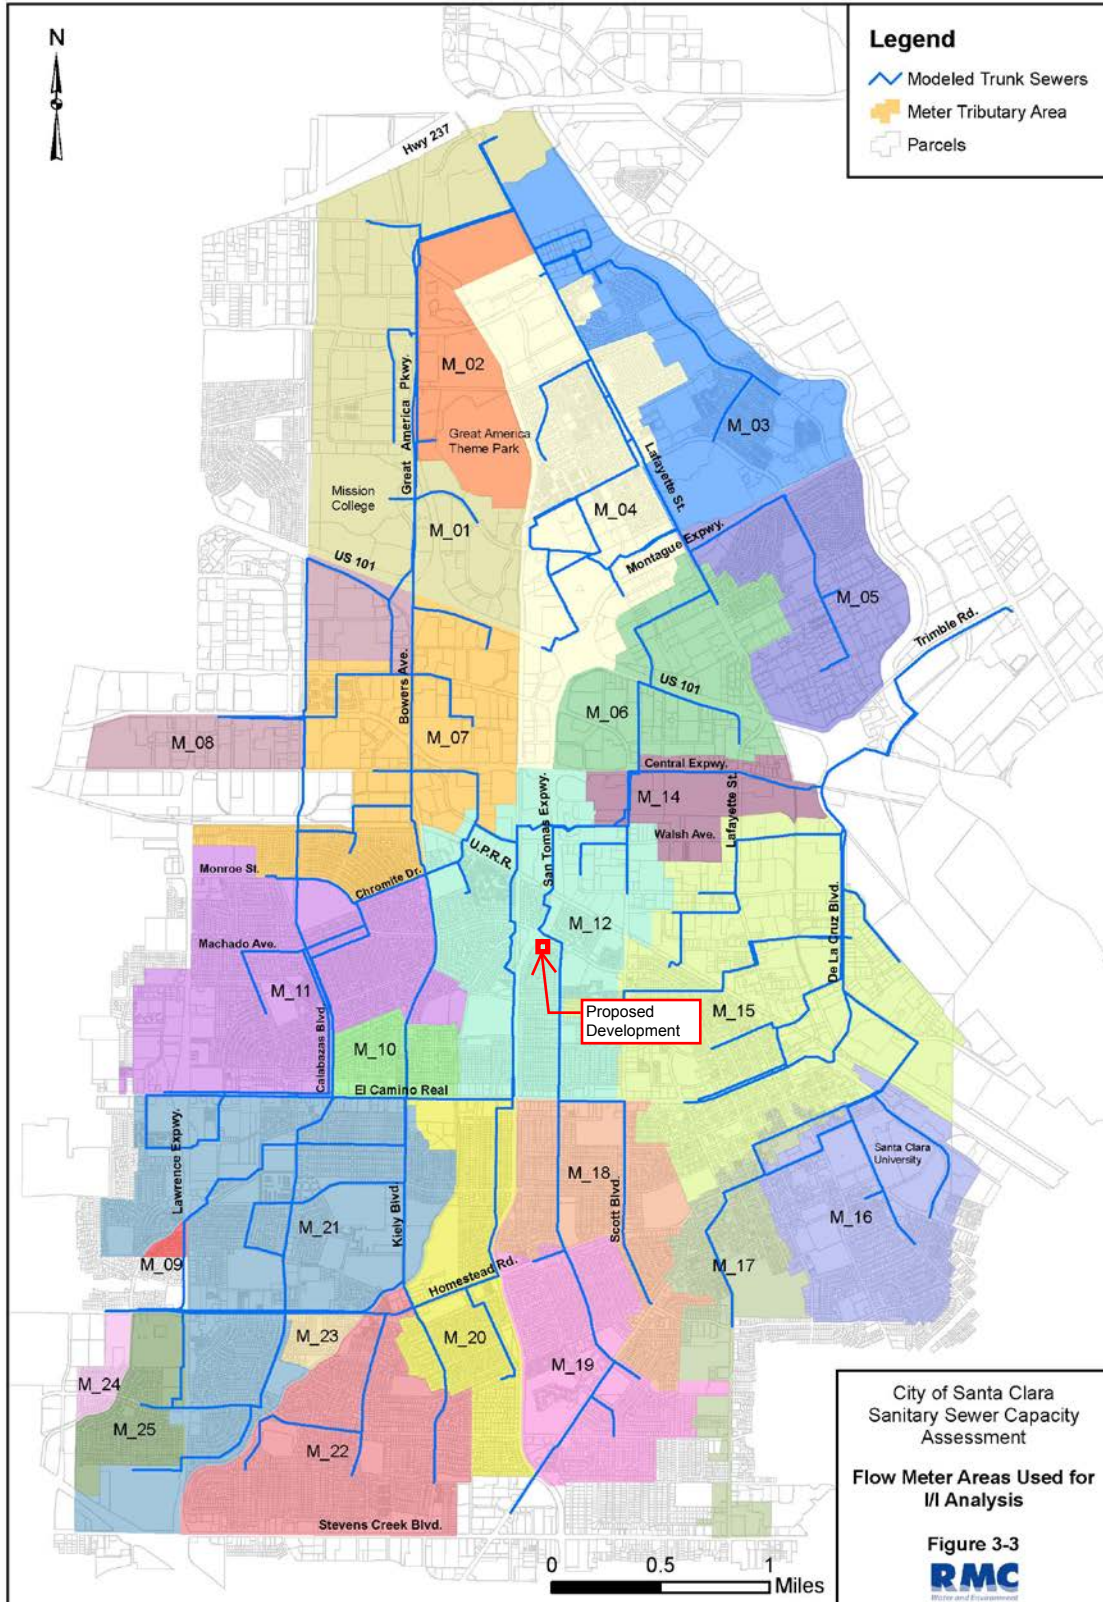 N
Legend
Modeled Trunk Sewers
Meter Tributary Area
Parcels
Hwy 237
M_02
Great America Pkwy.
Great America
Theme Park
M_03
Lafayette St.
Mission
College
M_01
M_04
Montague Expwy.
US 101
M_05
Trimble Rd.
Bowers Ave.
US 101
M_06
M_07
M_08
Central Expwy.
San Tomas Expwy.
M_14
Lafayette St.
Walsh Ave.
U.P.R.R.
Monroe St.
Chromite Dr.
De La Cruz Blvd.
M_12
Machado Ave.
M_11
Proposed
Development
M_15
Calabazas Blvd.
M_10
El Camino Real
Lawrence Expwy.
Santa Clara
University
M_18
Scott Blvd.
M_21
Kiely Blvd.
M_16
M_09
M_17
Homestead Rd.
M_23
M_20
M_19
M_24
M_25
M_22
Stevens Creek Blvd.
0 0.5 1
Miles
City of Santa Clara
Sanitary Sewer Capacity
Assessment
Flow Meter Areas Used for
I/I Analysis
Figure 3-3
RMC
Water and Environment